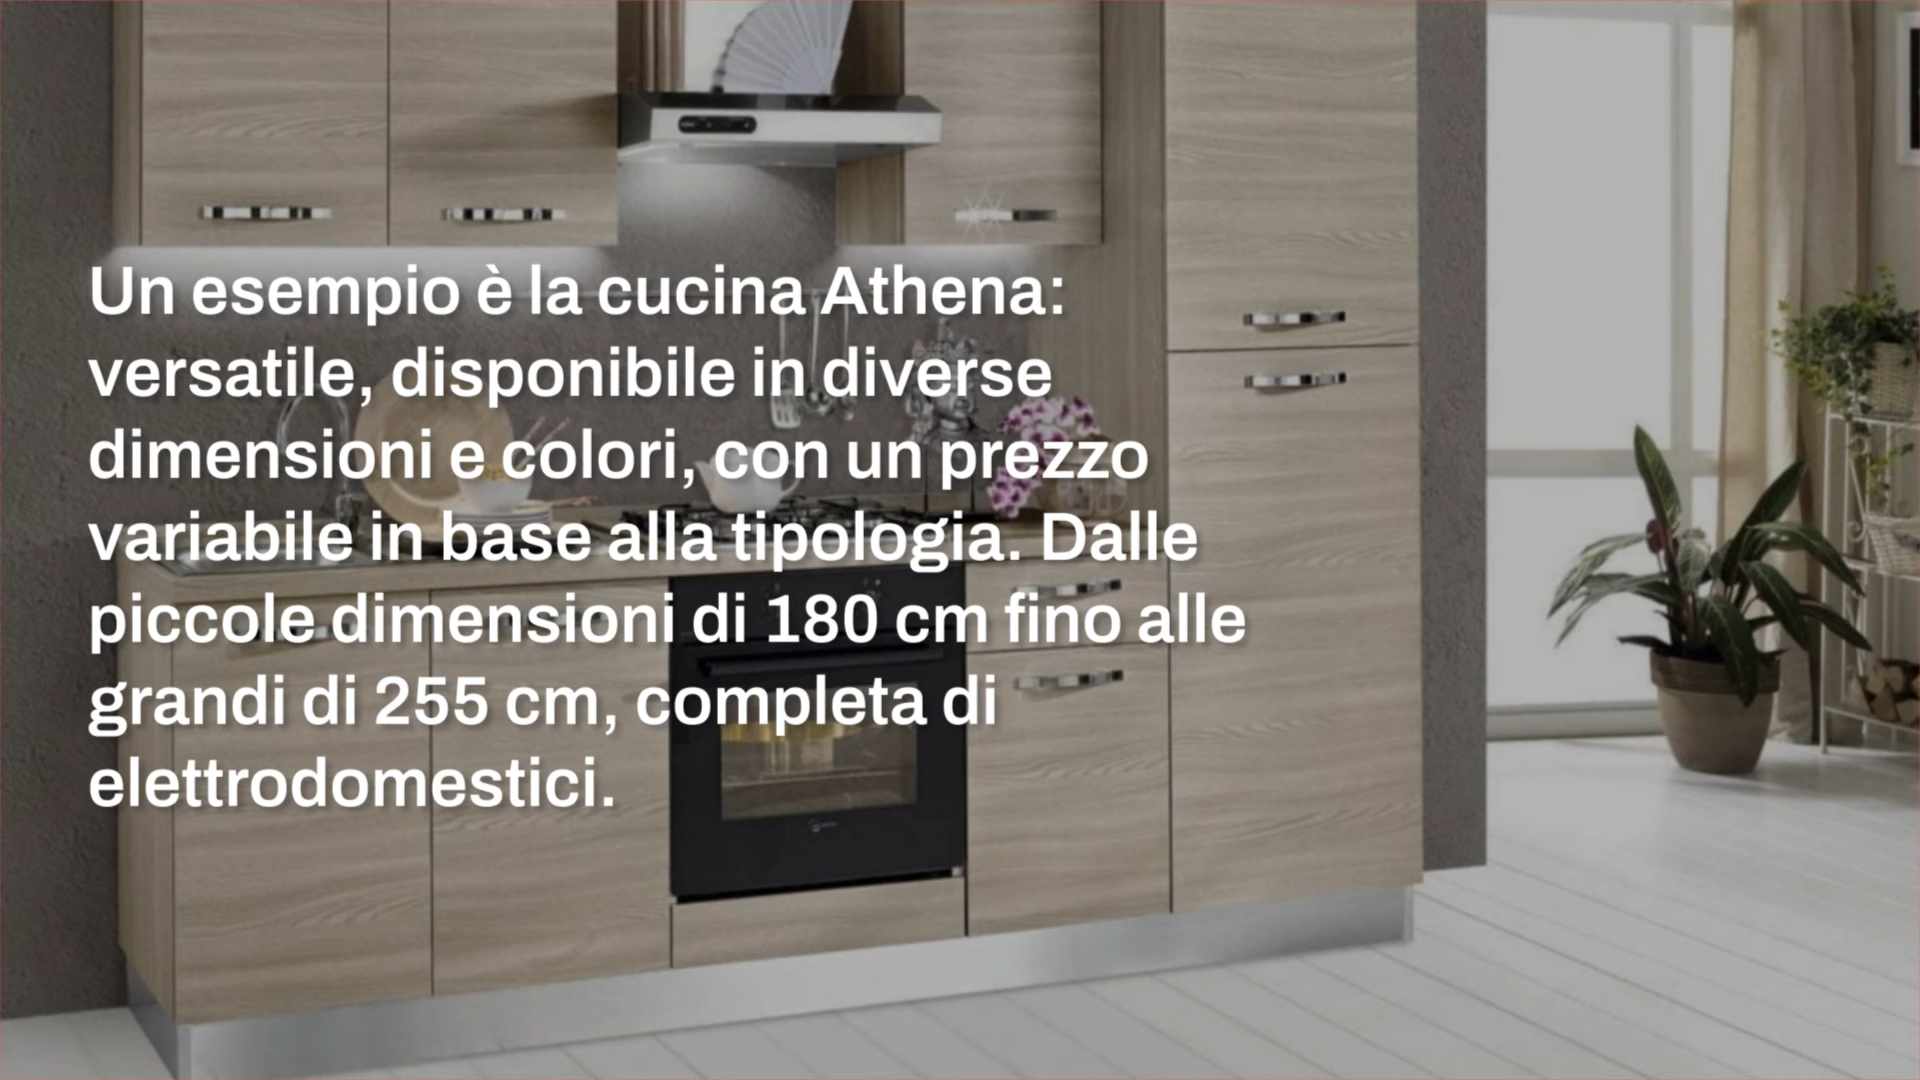 Un esempio è la cucina Athena:
versatile, disponibile in diverse
dimensioni e colori, con un prezzo
variabile in base alla tipologia. Dalle
piccole dimensioni di 180 cm fino alle
grandi di 255 cm, completa di
elettrodomestici.